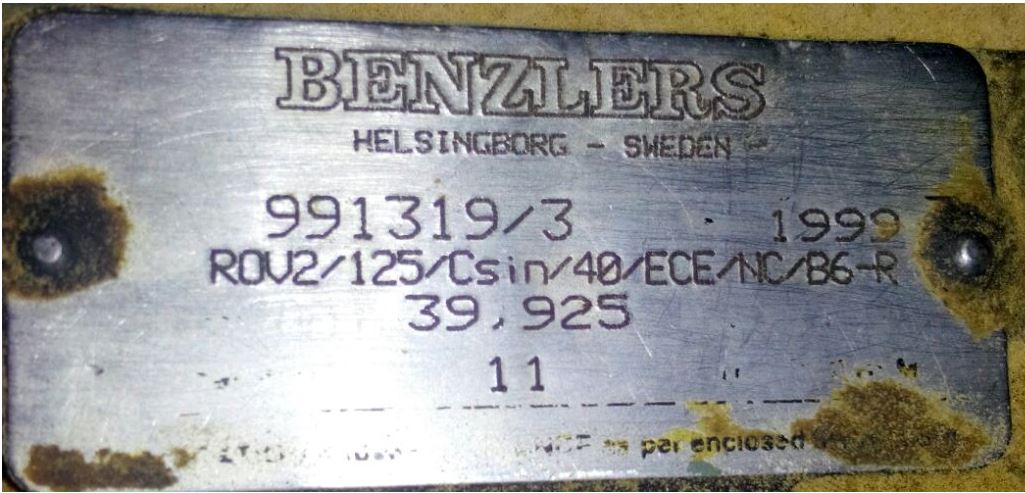 BENZLERS
HELSINGBORG - SWEDEN
991319/3 1999
ROV2/125/Csin/40/ECE/NC/B6-R
39,925
11
as per enclosed